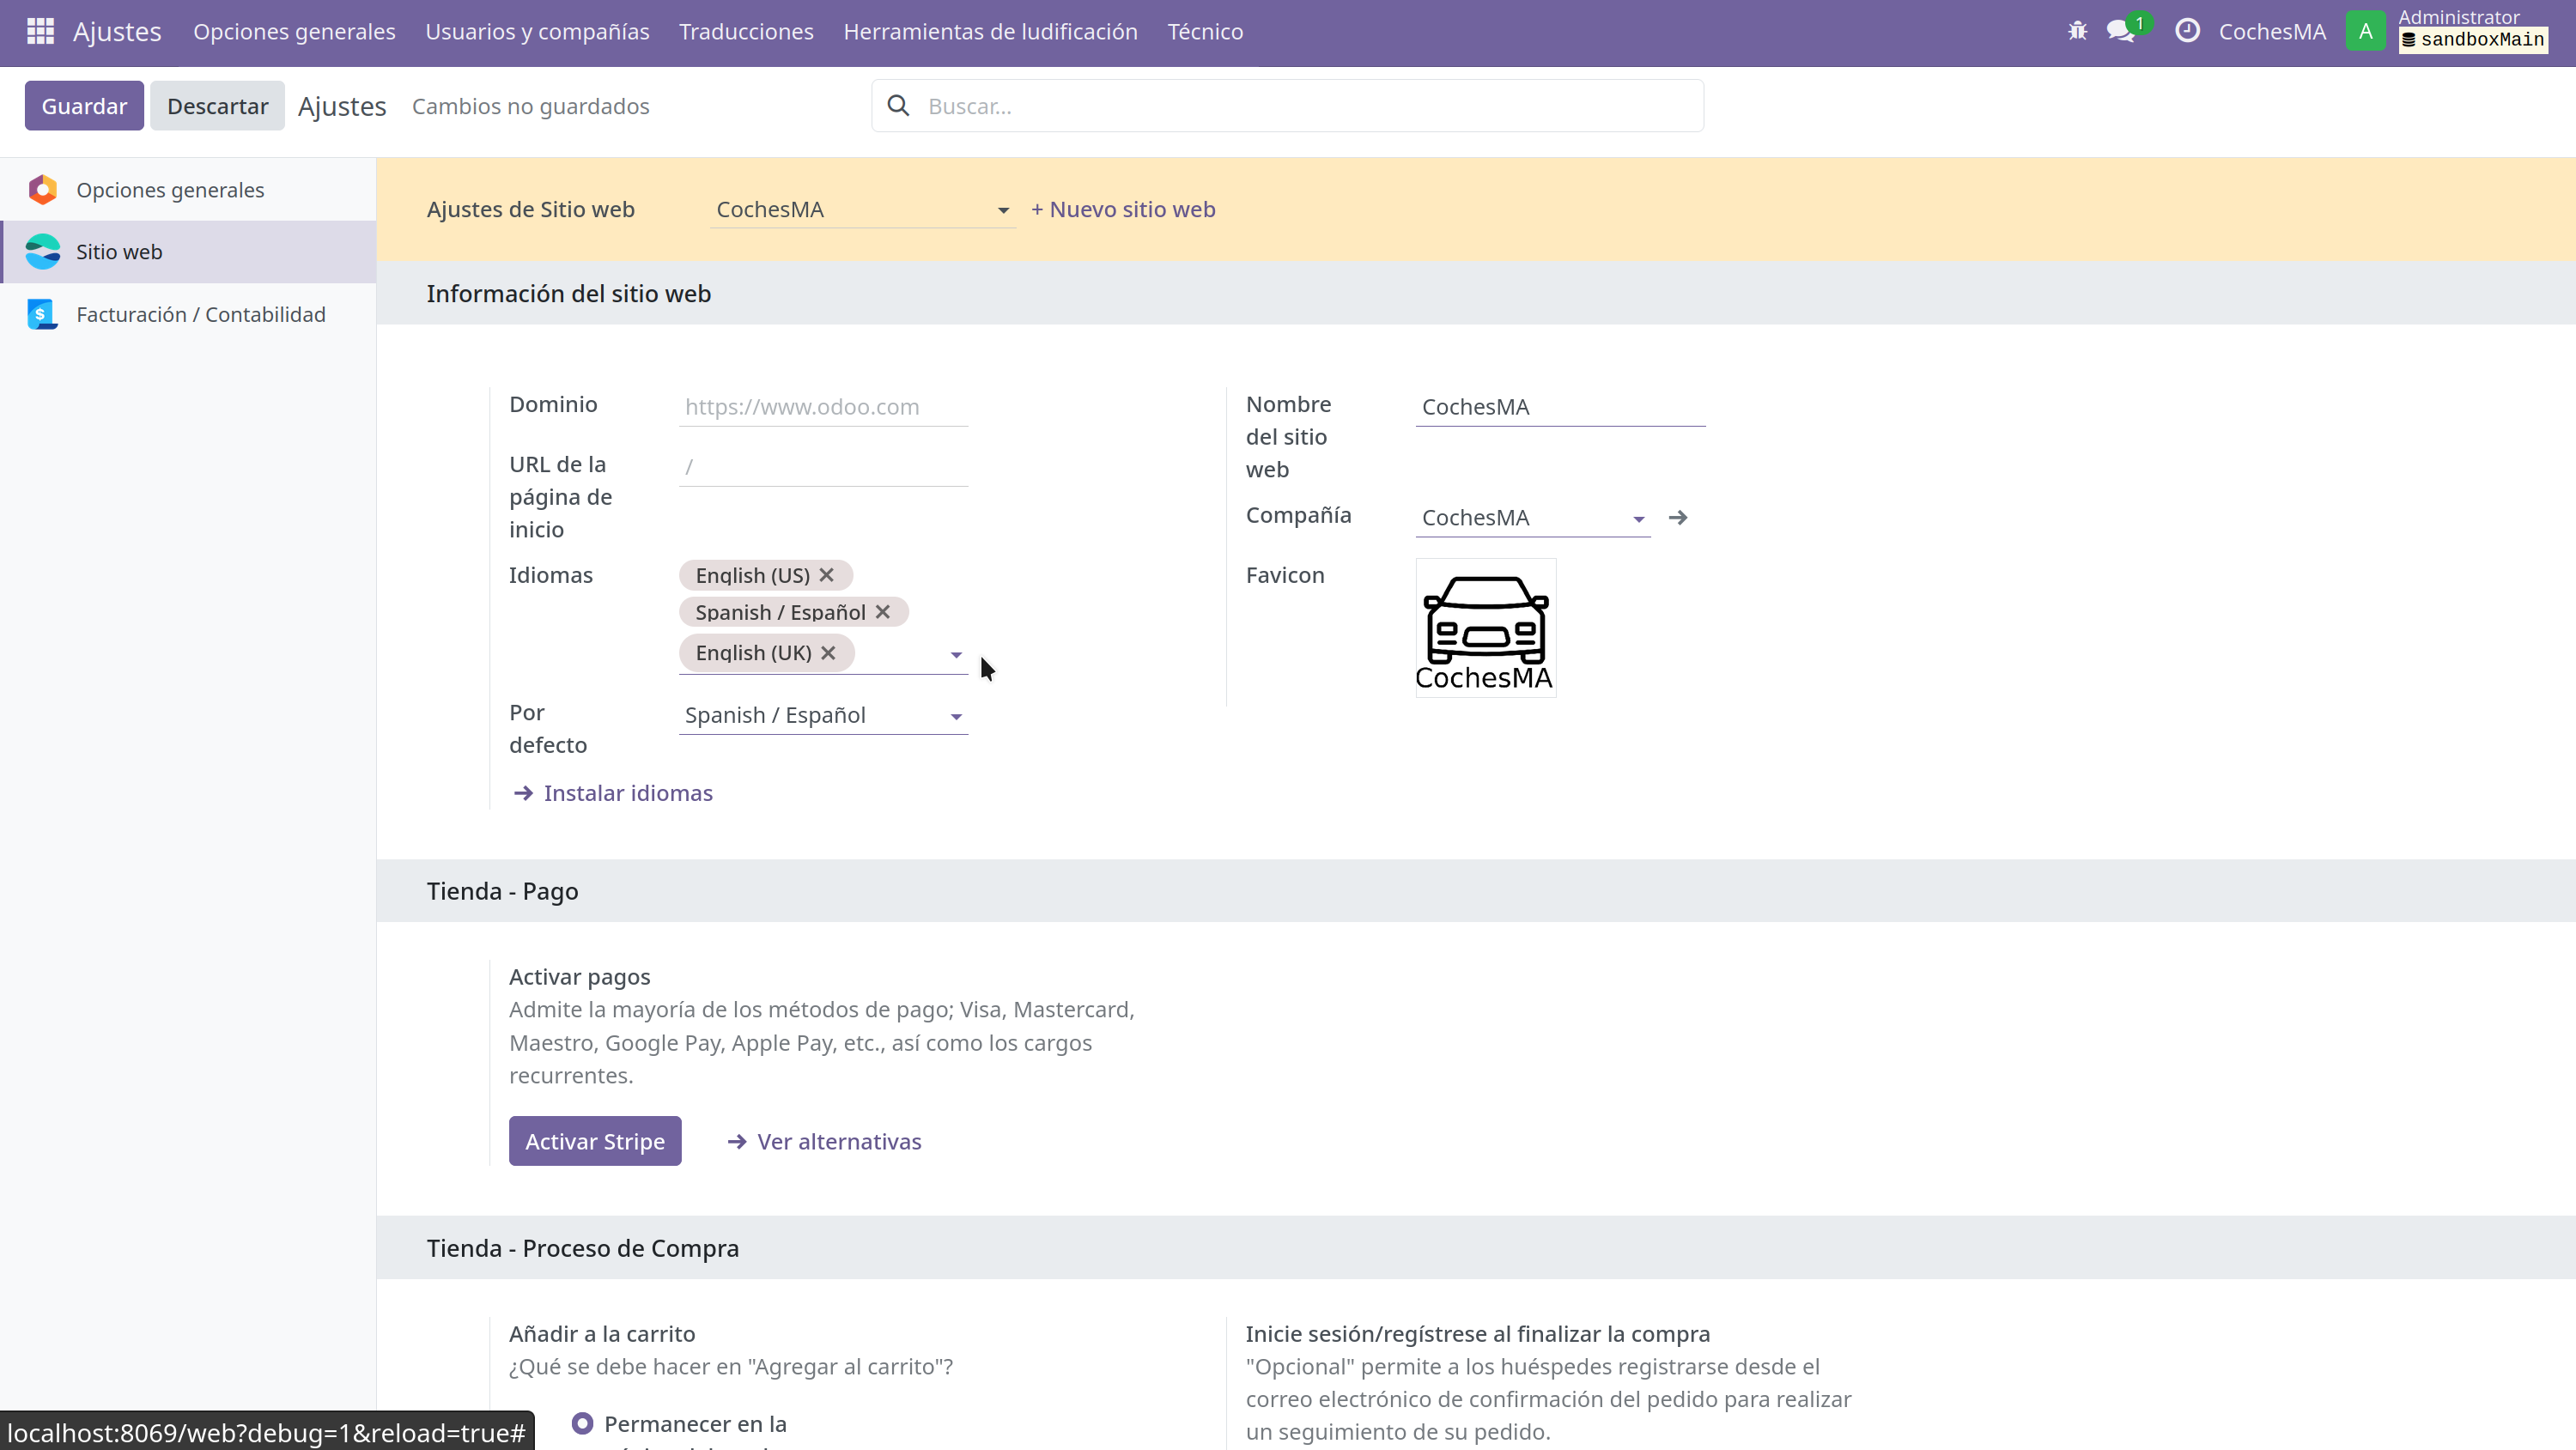 Ajustes Opciones generales Usuarios y compañías Traducciones Herramientas de ludificación Técnico 1 CochesMA A Administrator
sandboxMain
Guardar Descartar Ajustes Cambios no guardados Buscar...
Opciones generales
Sitio web
Facturación / Contabilidad
Ajustes de Sitio web CochesMA + Nuevo sitio web
Información del sitio web
Dominio https://www.odoo.com
URL de la /
página de
inicio
Idiomas English (US)
Spanish / Español
English (UK)
Por Spanish / Español
defecto
Instalar idiomas
Nombre CochesMA
del sitio
web
Compañía CochesMA
Favicon
CochesMA
Tienda - Pago
Activar pagos
Admite la mayoría de los métodos de pago; Visa, Mastercard,
Maestro, Google Pay, Apple Pay, etc., así como los cargos
recurrentes.
Activar Stripe Ver alternativas
Tienda - Proceso de Compra
Añadir a la carrito
¿Qué se debe hacer en "Agregar al carrito"?
Permanecer en la
Inicie sesión/regístrese al finalizar la compra
"Opcional" permite a los huéspedes registrarse desde el
correo electrónico de confirmación del pedido para realizar
un seguimiento de su pedido.
localhost:8069/web?debug=1&reload=true#